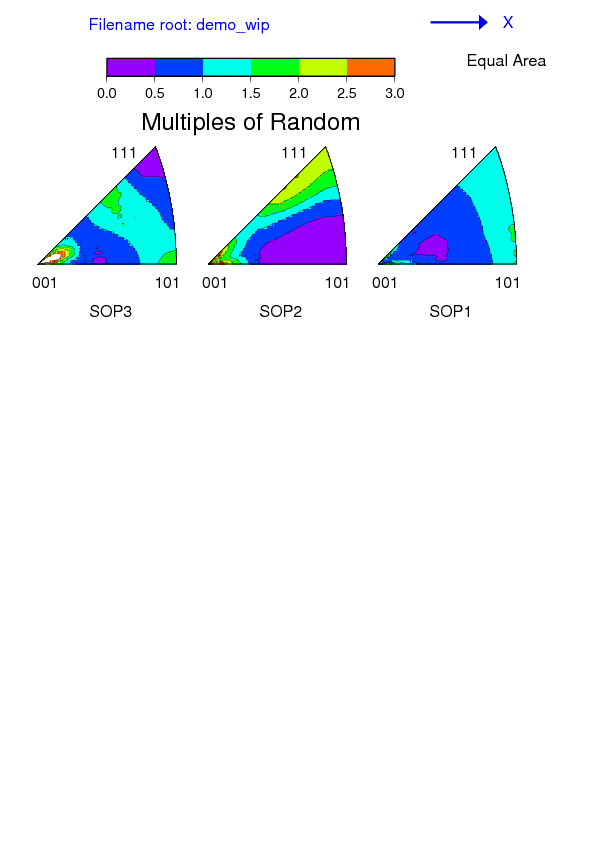 Filename root: demo_wip
X
Equal Area
0.0 0.5 1.0 1.5 2.0 2.5 3.0
Multiples of Random
111 111 111
001 101 001 101 001 101
SOP3 SOP2 SOP1